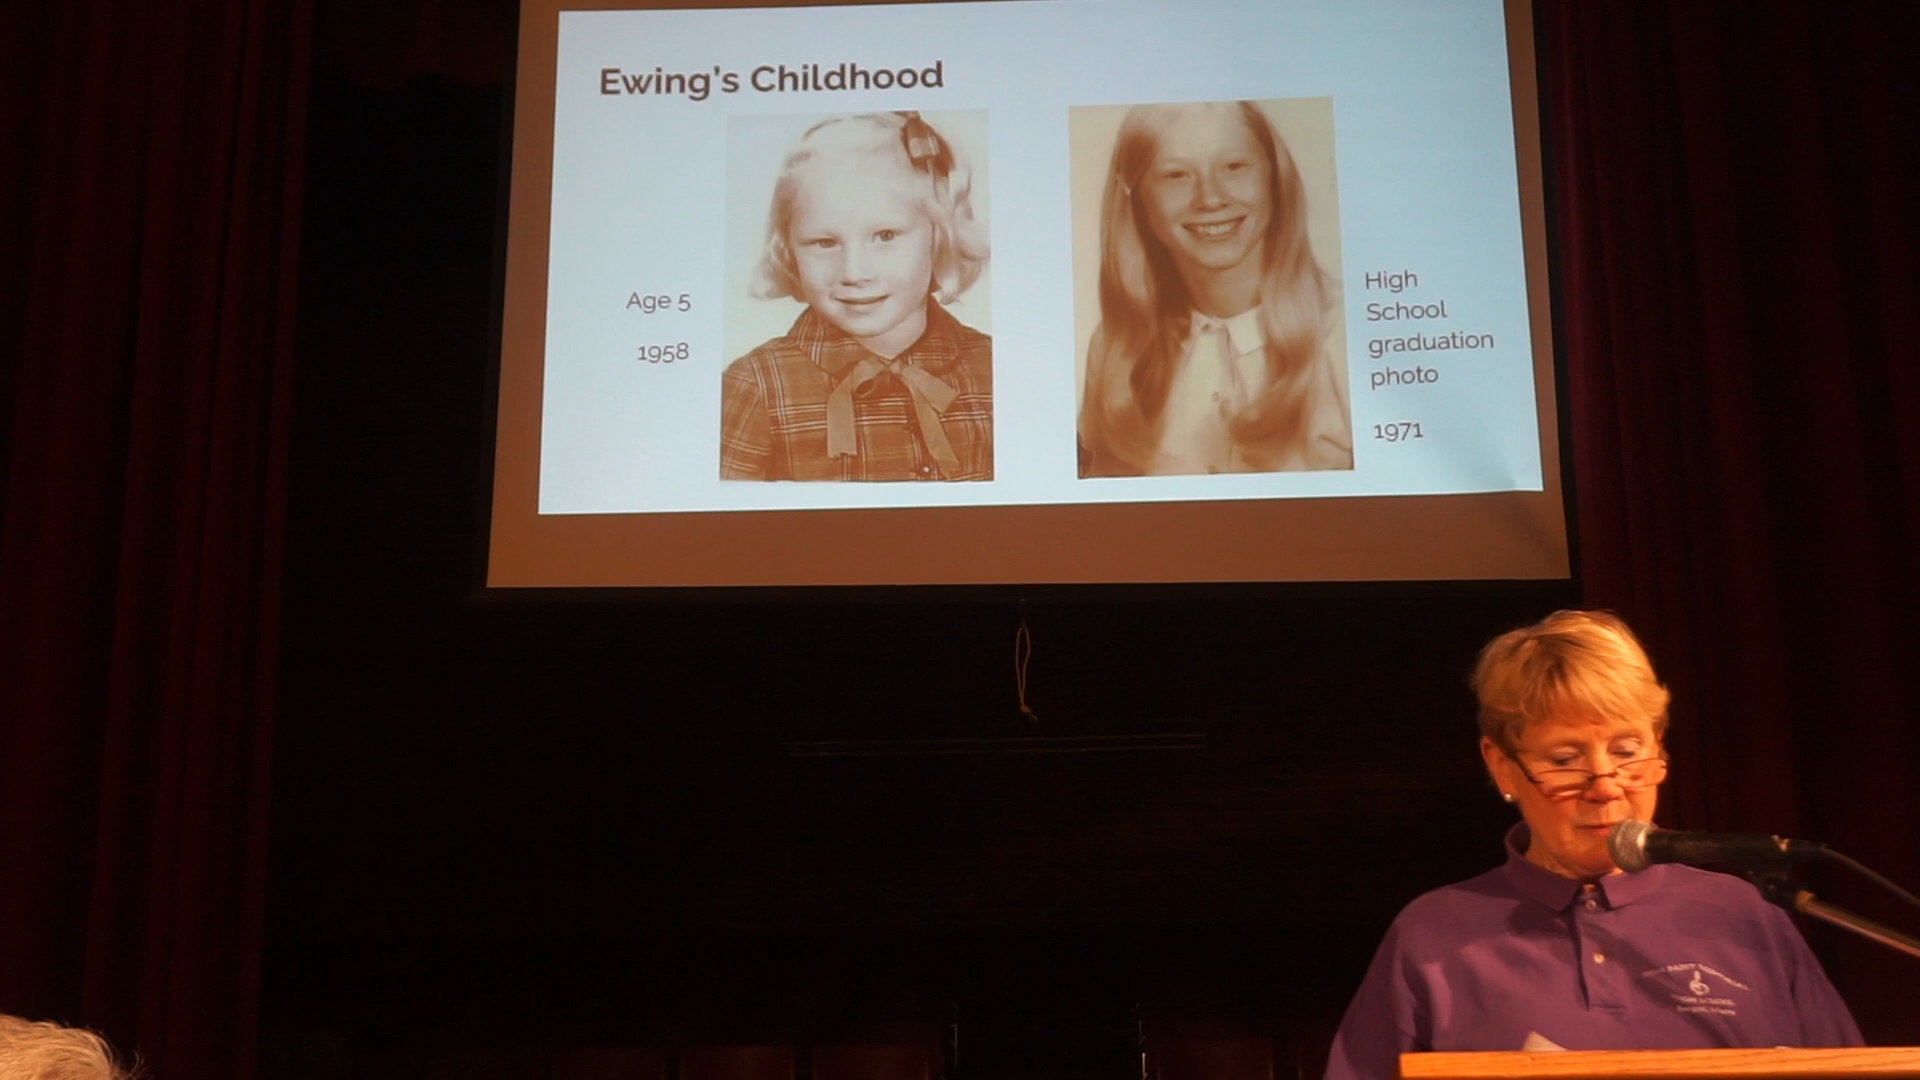 Ewing's Childhood
Age 5
1958
High
School
graduation
photo
1971